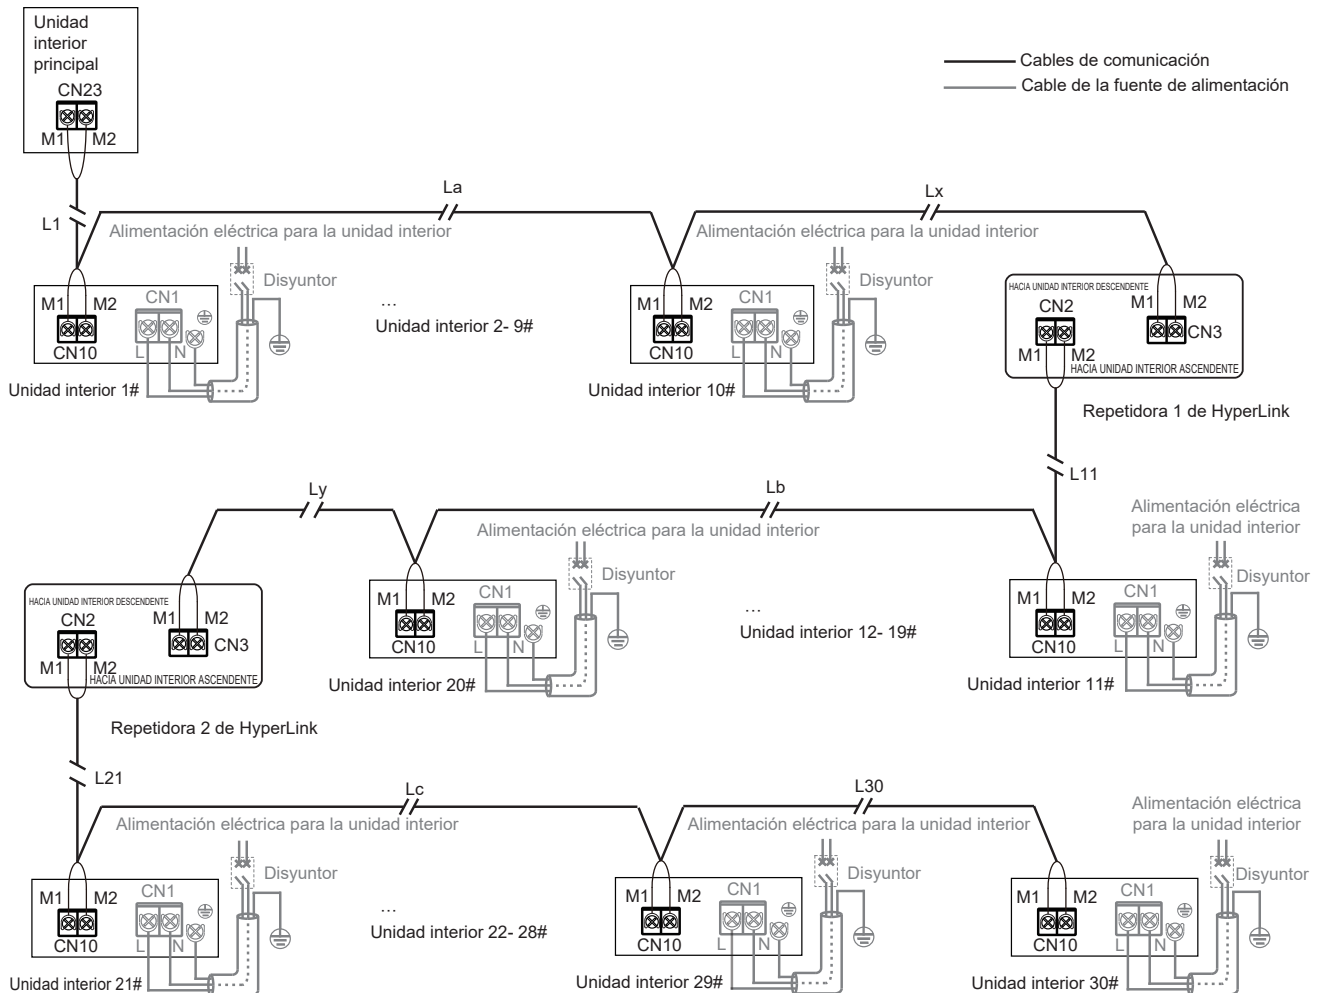 Unidad
interior
principal
CN23
M1 M2
Cables de comunicación
Cable de la fuente de alimentación
L1
La
Lx
Alimentación eléctrica para la unidad interior
Disyuntor
M1 M2 CN1
CN10 L N
Unidad interior 1#
...
Unidad interior 2- 9#
Alimentación eléctrica para la unidad interior
Disyuntor
M1 M2 CN1
CN10 L N
Unidad interior 10#
HACIA UNIDAD INTERIOR DESCENDENTE
CN2
M1 M2
CN3
M1 M2
HACIA UNIDAD INTERIOR ASCENDENTE
Repetidora 1 de HyperLink
L11
Ly
Lb
HACIA UNIDAD INTERIOR DESCENDENTE
CN2
M1 M2
CN3
M1 M2
HACIA UNIDAD INTERIOR ASCENDENTE
Repetidora 2 de HyperLink
Alimentación eléctrica para la unidad interior
Disyuntor
M1 M2 CN1
CN10 L N
Unidad interior 20#
...
Unidad interior 12- 19#
Alimentación eléctrica
para la unidad interior
Disyuntor
M1 M2 CN1
CN10 L N
Unidad interior 11#
L21
Lc
L30
Alimentación eléctrica para la unidad interior
Disyuntor
M1 M2 CN1
CN10 L N
Unidad interior 21#
...
Unidad interior 22- 28#
Alimentación eléctrica para la unidad interior
Disyuntor
M1 M2 CN1
CN10 L N
Unidad interior 29#
Alimentación eléctrica
para la unidad interior
Disyuntor
M1 M2 CN1
CN10 L N
Unidad interior 30#